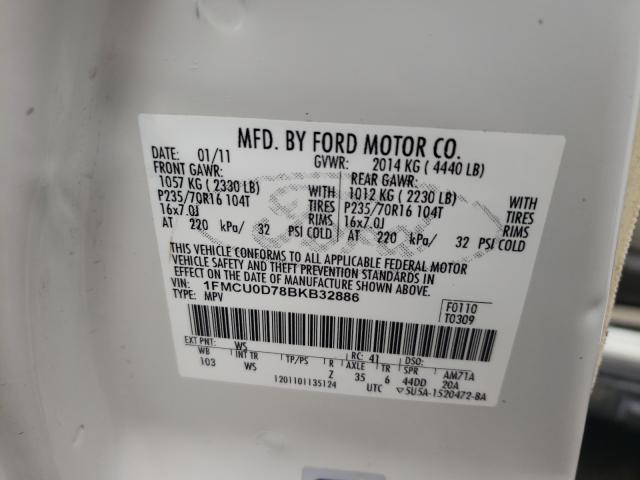 MFD. BY FORD MOTOR CO.
DATE: 01/11 GVWR: 2014 KG ( 4440 LB)
FRONT GAWR: REAR GAWR:
1057 KG ( 2330 LB) WITH 1012 KG ( 2230 LB) WITH
P235/70R16 104T TIRES P235/70R16 104T TIRES
16x7.0J RIMS 16x7.0J RIMS
AT 220 kPa/ 32 PSI COLD AT 220 kPa/ 32 PSI COLD
THIS VEHICLE CONFORMS TO ALL APPLICABLE FEDERAL MOTOR
VEHICLE SAFETY AND THEFT PREVENTION STANDARDS IN
EFFECT ON THE DATE OF MANUFACTURE SHOWN ABOVE.
VIN: 1FMCU0D78BKB32886
TYPE: MPV
F0110
T0309
EXT PNT: WS RC: 41 DSO:
WB INT TR TP/PS R AXLE TR SPR AM71A
103 WS Z 35 6 44DD 20A
1201101135124 UTC ▽5U5A-1520472-BA